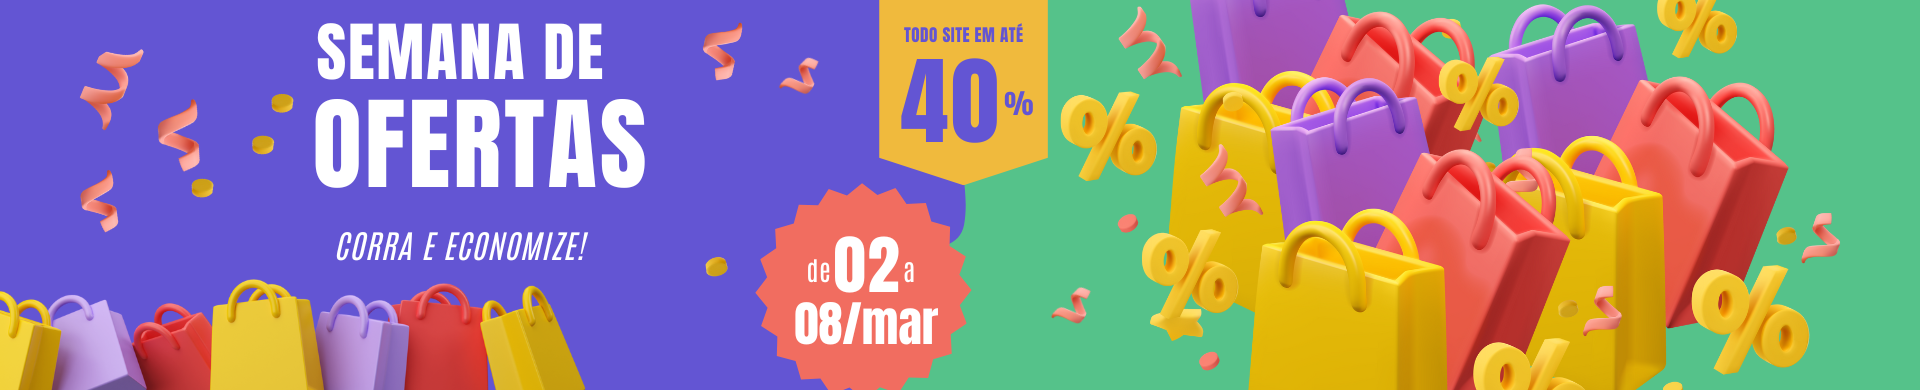 SEMANA DE
OFERTAS
CORRA E ECONOMIZE!
TODO SITE EM ATÉ
40%
de 02 a
08/mar